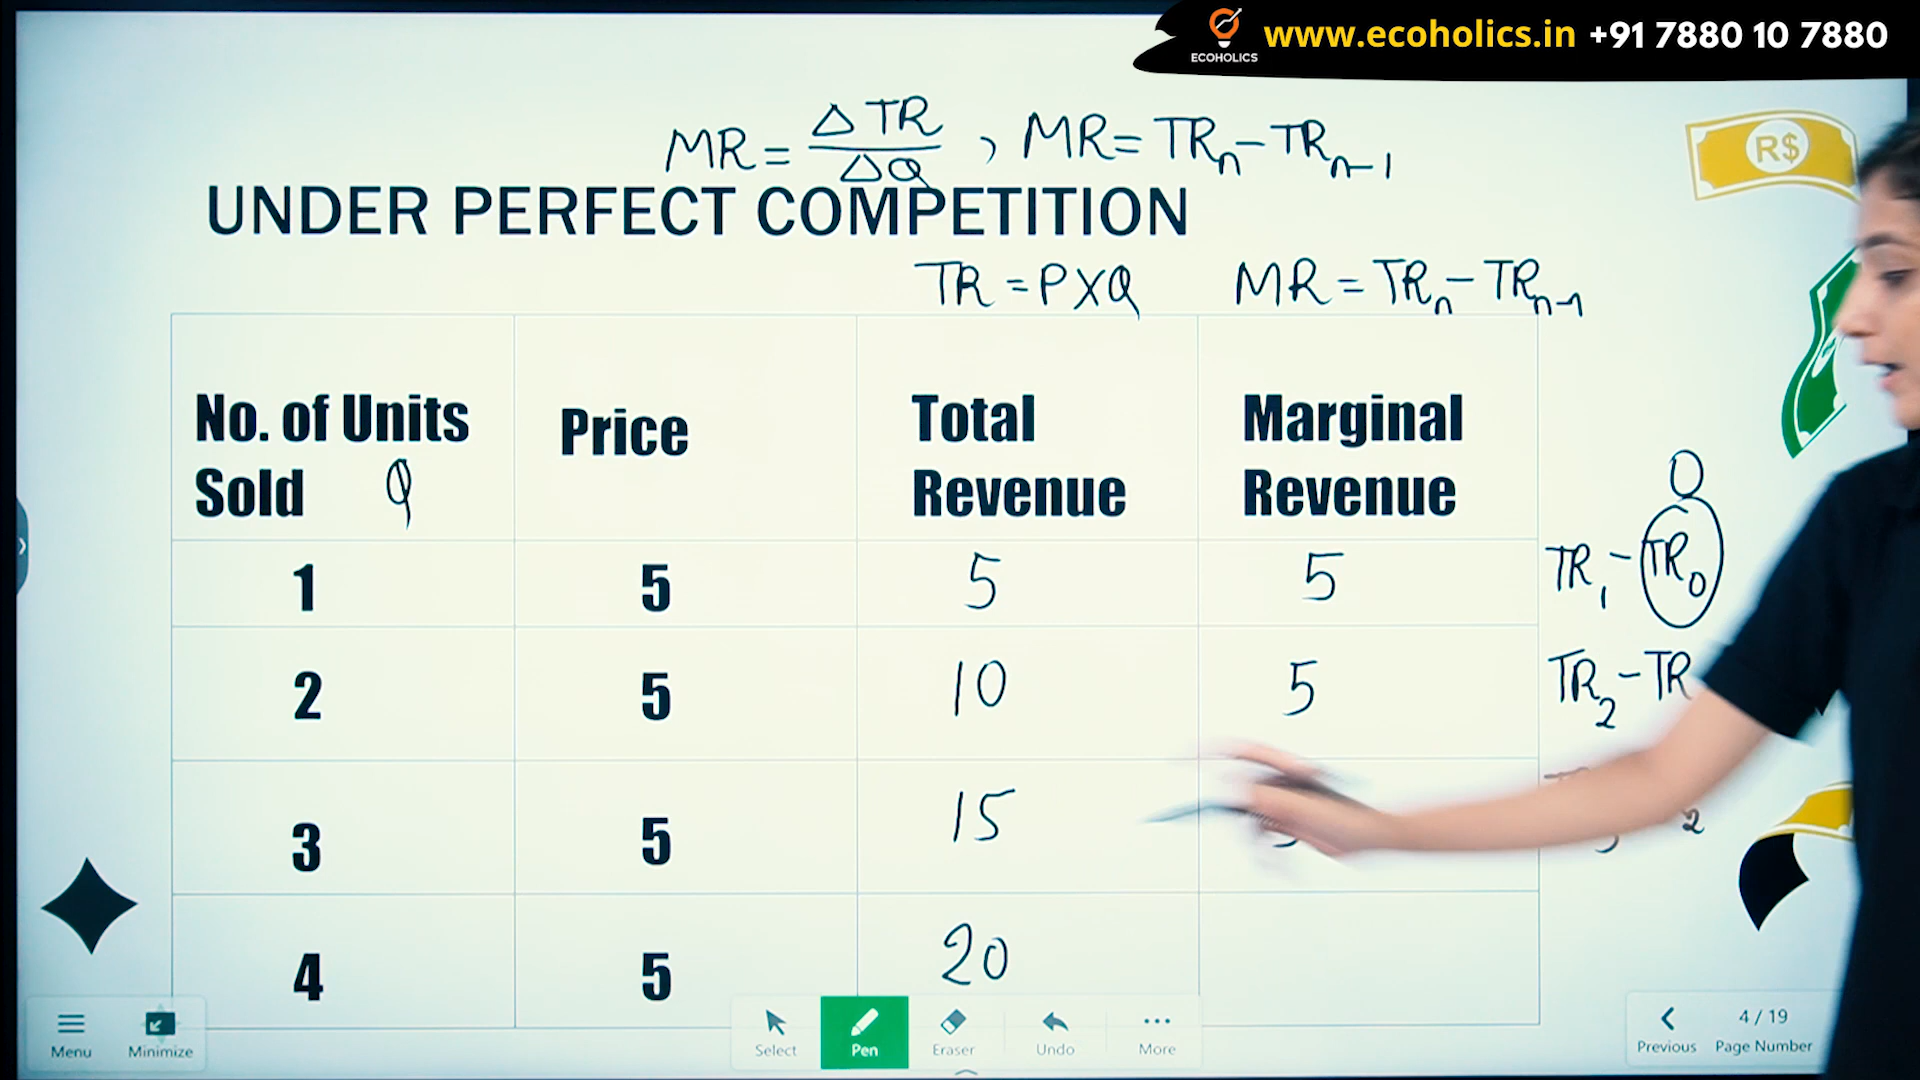 ECOHOLICS
www.ecoholics.in +91 7880 10 7880
MR = ΔTR/ΔQ , MR = TRn - TRn-1
R$
UNDER PERFECT COMPETITION
TR = P X Q MR = TRn - TRn-1
No. of Units Sold Q Price Total Revenue Marginal Revenue
0
1 5 5 5 TR1 - TR0
2 5 10 5 TR2 - TR
3 5 15 2
4 5 20
Menu Minimize Select Pen Eraser Undo More Previous 4 / 19 Page Number